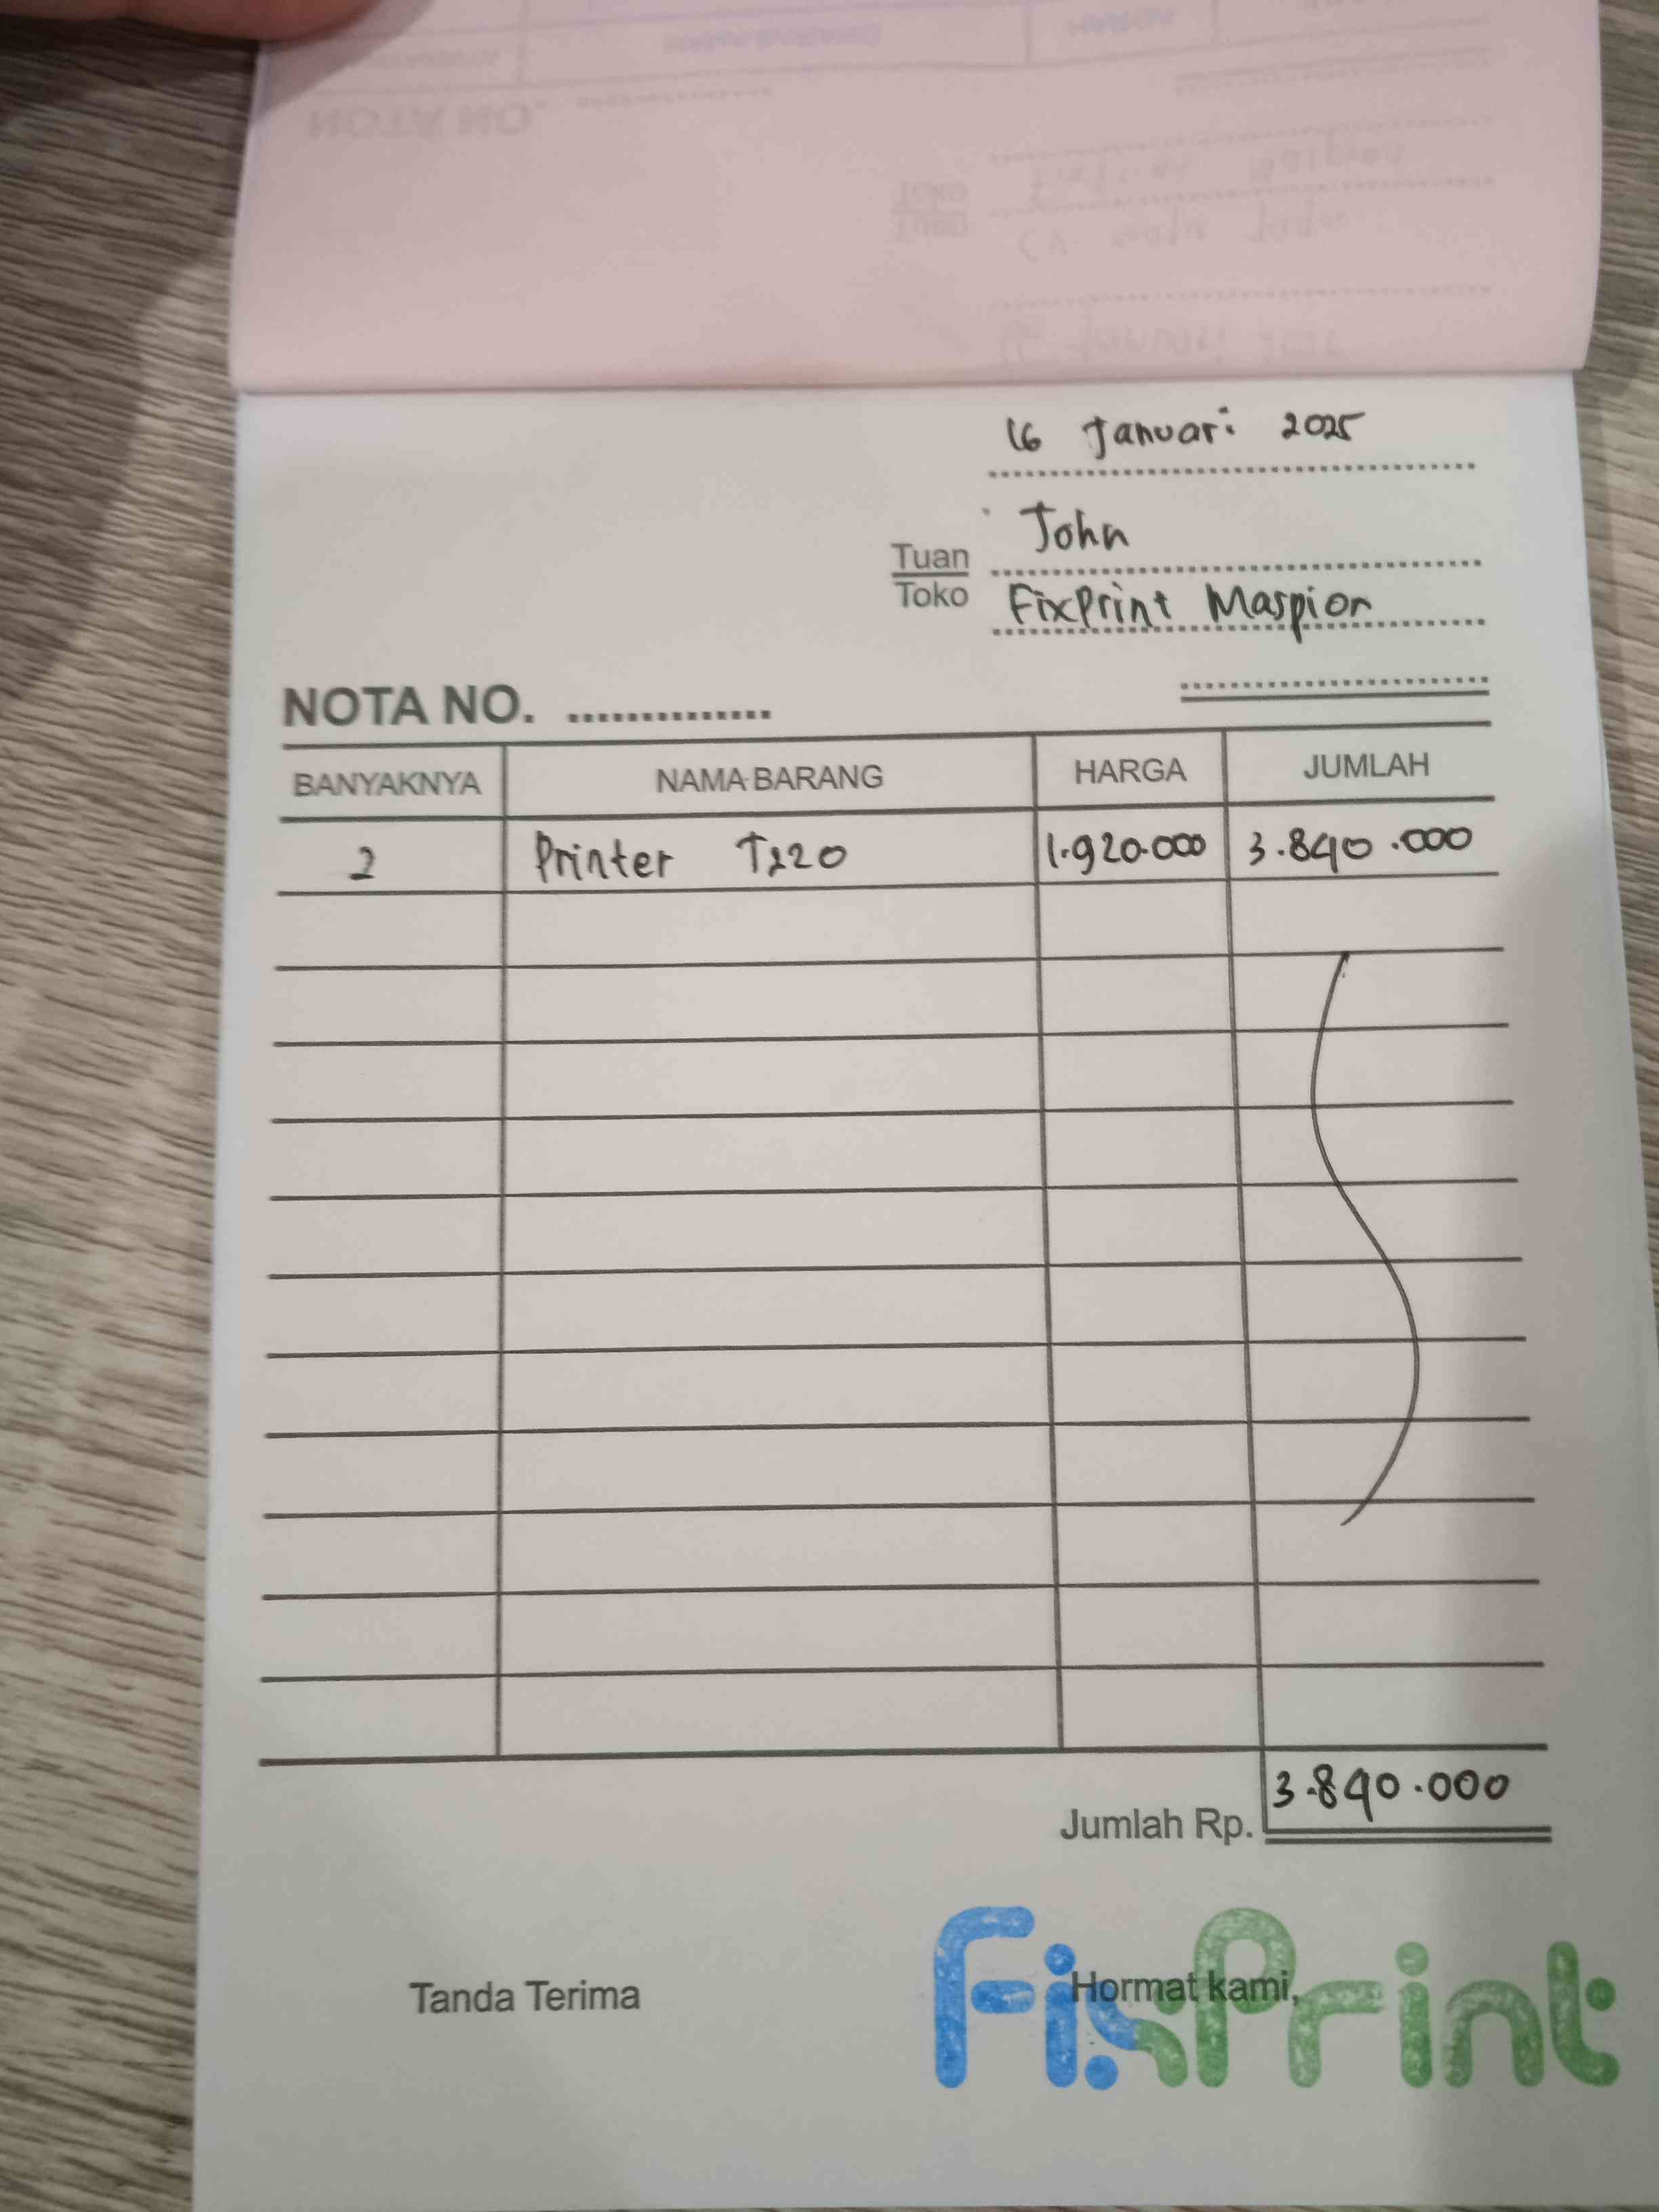 16 Januari 2025
John
Tuan
Toko
FixPrint Maspion
NOTA NO. ..............
BANYAKNYA NAMA BARANG HARGA JUMLAH
2 Printer T220 1.920.000 3.840.000
Jumlah Rp. 3.840.000
Tanda Terima Hormat kami,
FixPrint